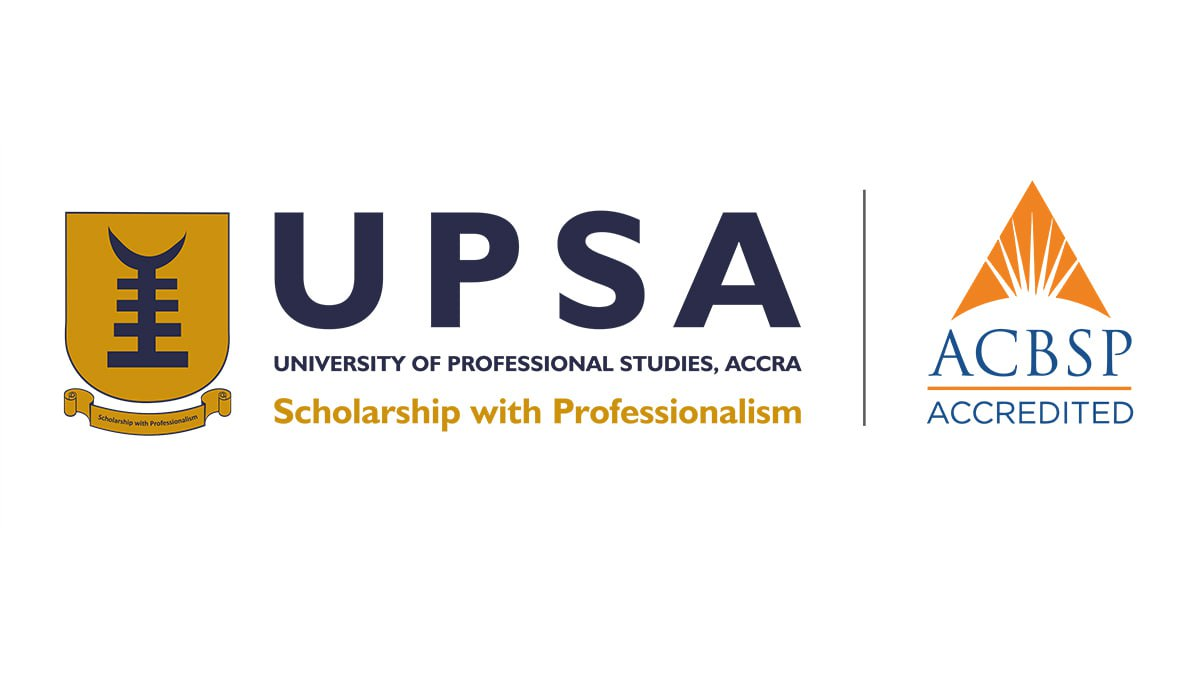 Scholarship with Professionalism
UPSA
UNIVERSITY OF PROFESSIONAL STUDIES, ACCRA
Scholarship with Professionalism
ACBSP
ACCREDITED